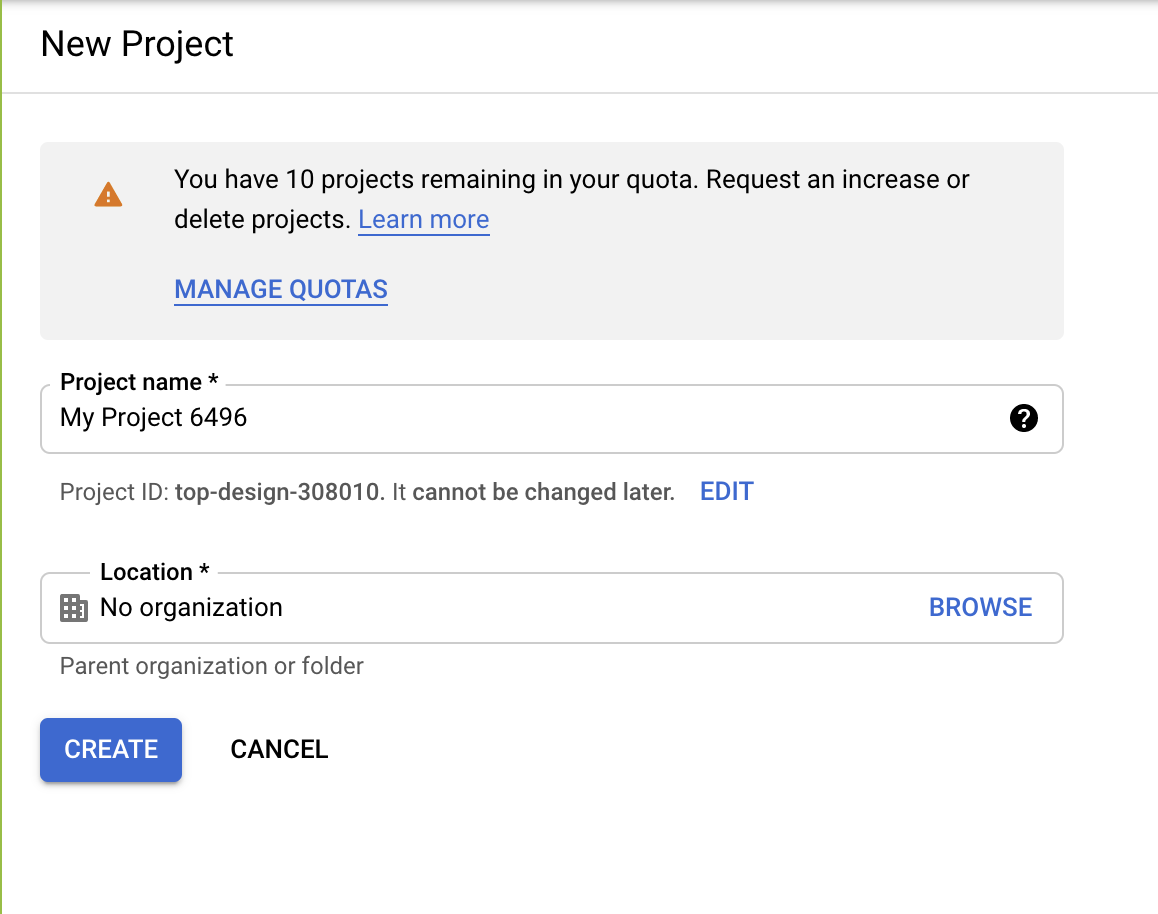 New Project
You have 10 projects remaining in your quota. Request an increase or
delete projects. Learn more
MANAGE QUOTAS
Project name *
My Project 6496
Project ID: top-design-308010. It cannot be changed later. EDIT
Location *
No organization BROWSE
Parent organization or folder
CREATE CANCEL